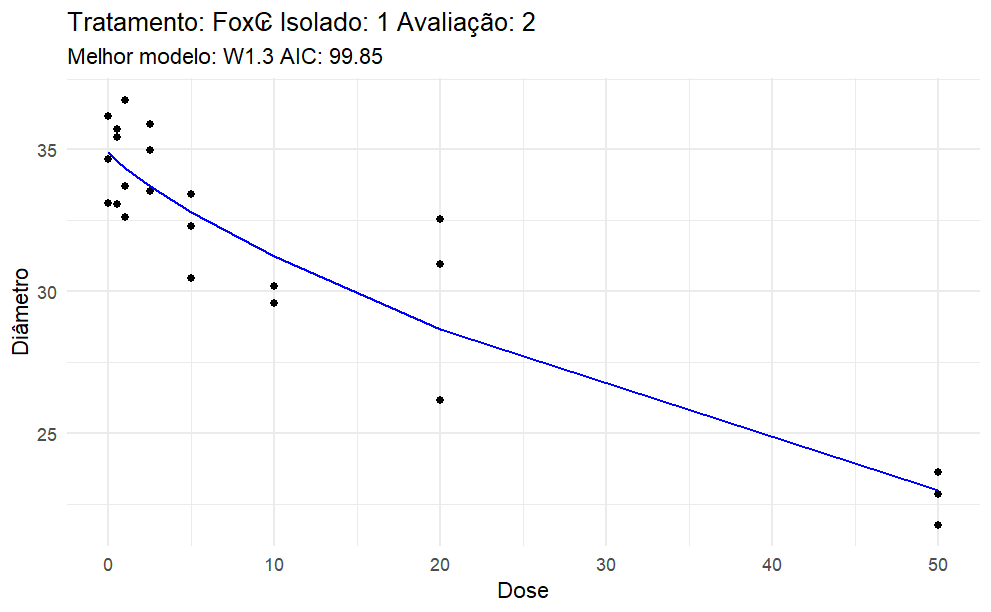 Tratamento: Fox₢ Isolado: 1 Avaliação: 2
Melhor modelo: W1.3 AIC: 99.85
Diâmetro
35
30
25
0 10 20 30 40 50
Dose